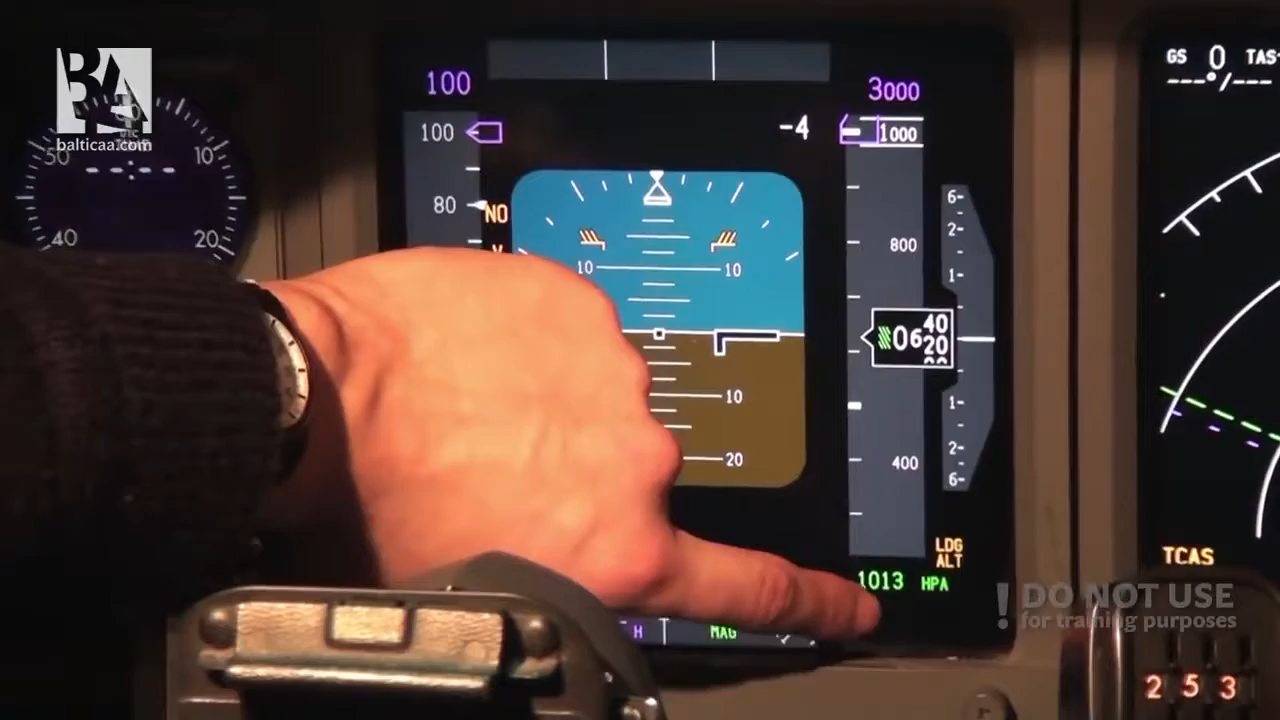 BA
balticaa.com
UTC
50
10
40
20
100
100
80
NO
V
10
10
10
20
-4
3000
1000
800
400
06
40
20
6
2
1
1
2
6
LDG
ALT
1013 HPA
H
MAG
GS 0 TAS
---°/---
TCAS
! DO NOT USE
for training purposes
2 5 3